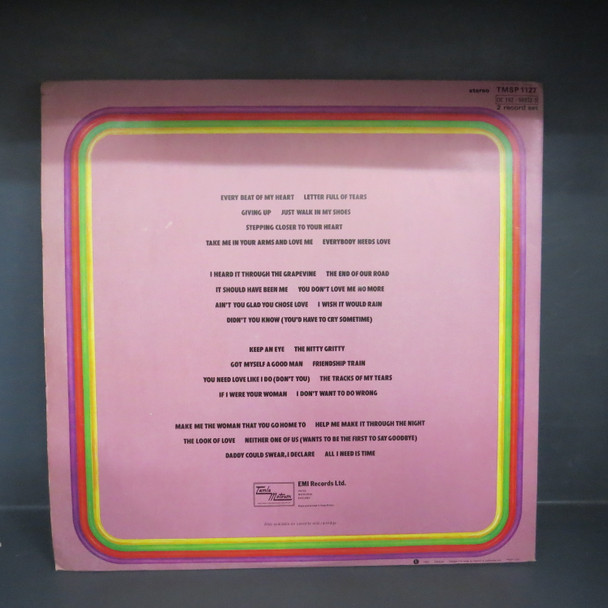 stereo TMSP 1127
2 record set
EVERY BEAT OF MY HEART LETTER FULL OF TEARS
GIVING UP JUST WALK IN MY SHOES
STEPPING CLOSER TO YOUR HEART
TAKE ME IN YOUR ARMS AND LOVE ME EVERYBODY NEEDS LOVE
I HEARD IT THROUGH THE GRAPEVINE THE END OF OUR ROAD
IT SHOULD HAVE BEEN ME YOU DON'T LOVE ME NO MORE
AIN'T YOU GLAD YOU CHOSE LOVE I WISH IT WOULD RAIN
DIDN'T YOU KNOW (YOU'D HAVE TO CRY SOMETIME)
KEEP AN EYE THE NITTY GRITTY
GOT MYSELF A GOOD MAN FRIENDSHIP TRAIN
YOU NEED LOVE LIKE I DO (DON'T YOU) THE TRACKS OF MY TEARS
IF I WERE YOUR WOMAN I DON'T WANT TO DO WRONG
MAKE ME THE WOMAN THAT YOU GO HOME TO HELP ME MAKE IT THROUGH THE NIGHT
THE LOOK OF LOVE NEITHER ONE OF US (WANTS TO BE THE FIRST TO SAY GOODBYE)
DADDY COULD SWEAR, I DECLARE ALL I NEED IS TIME
Tamla Motown EMI Records Ltd.